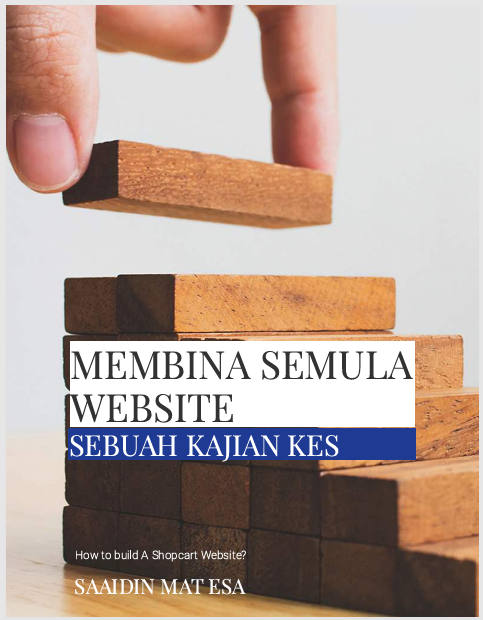 MEMBINA SEMULA
WEBSITE
SEBUAH KAJIAN KES
How to build A Shopcart Website?
SAAIDIN MAT ESA